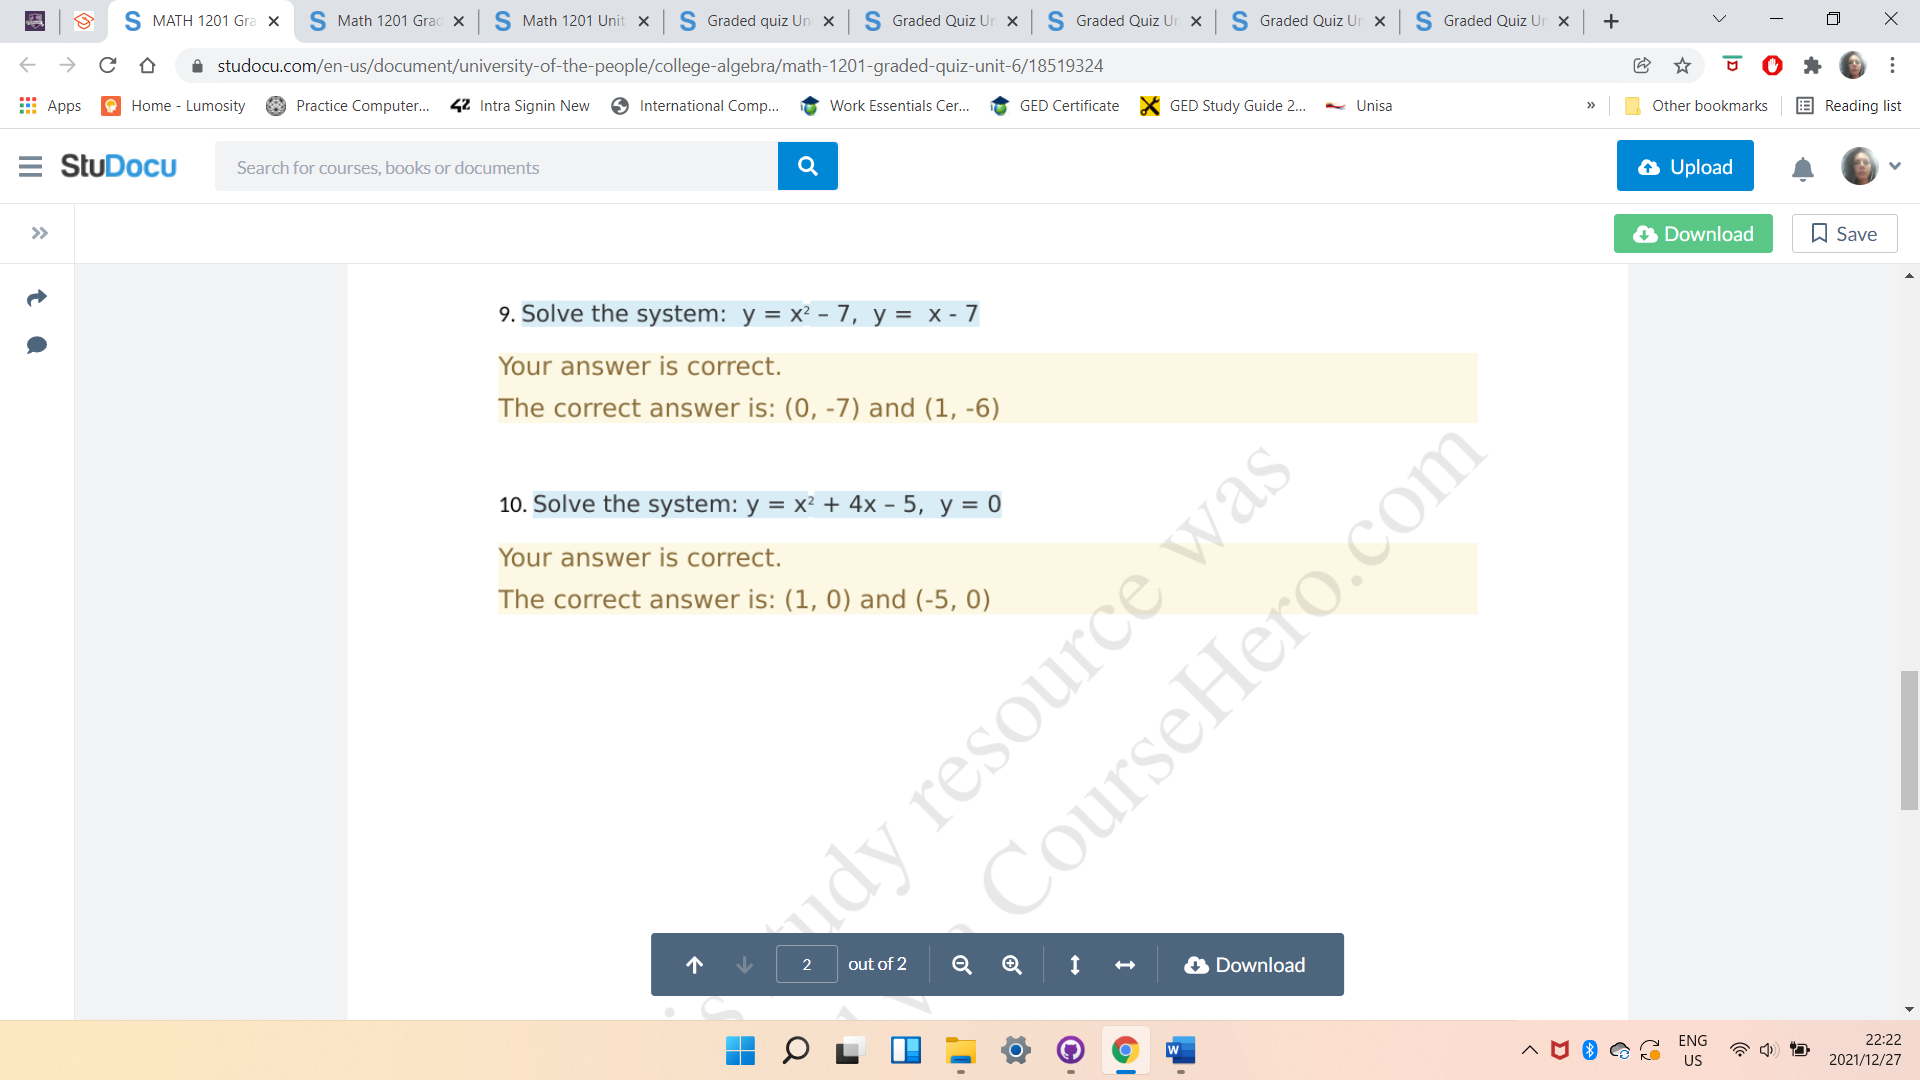 MATH 1201 Gra
Math 1201 Grad
Math 1201 Unit
Graded quiz Un
Graded Quiz Un
Graded Quiz Un
Graded Quiz Un
Graded Quiz Un
studocu.com/en-us/document/university-of-the-people/college-algebra/math-1201-graded-quiz-unit-6/18519324
Apps
Home - Lumosity
Practice Computer...
Intra Signin New
International Comp...
Work Essentials Cer...
GED Certificate
GED Study Guide 2...
Unisa
»
Other bookmarks
Reading list
StuDocu
Search for courses, books or documents
Upload
Download
Save
9. Solve the system: y = x² – 7, y = x - 7
Your answer is correct.
The correct answer is: (0, -7) and (1, -6)
10. Solve the system: y = x² + 4x – 5, y = 0
Your answer is correct.
The correct answer is: (1, 0) and (-5, 0)
resource was
CourseHero.com
2 out of 2
Download
ENG
US
22:22
2021/12/27